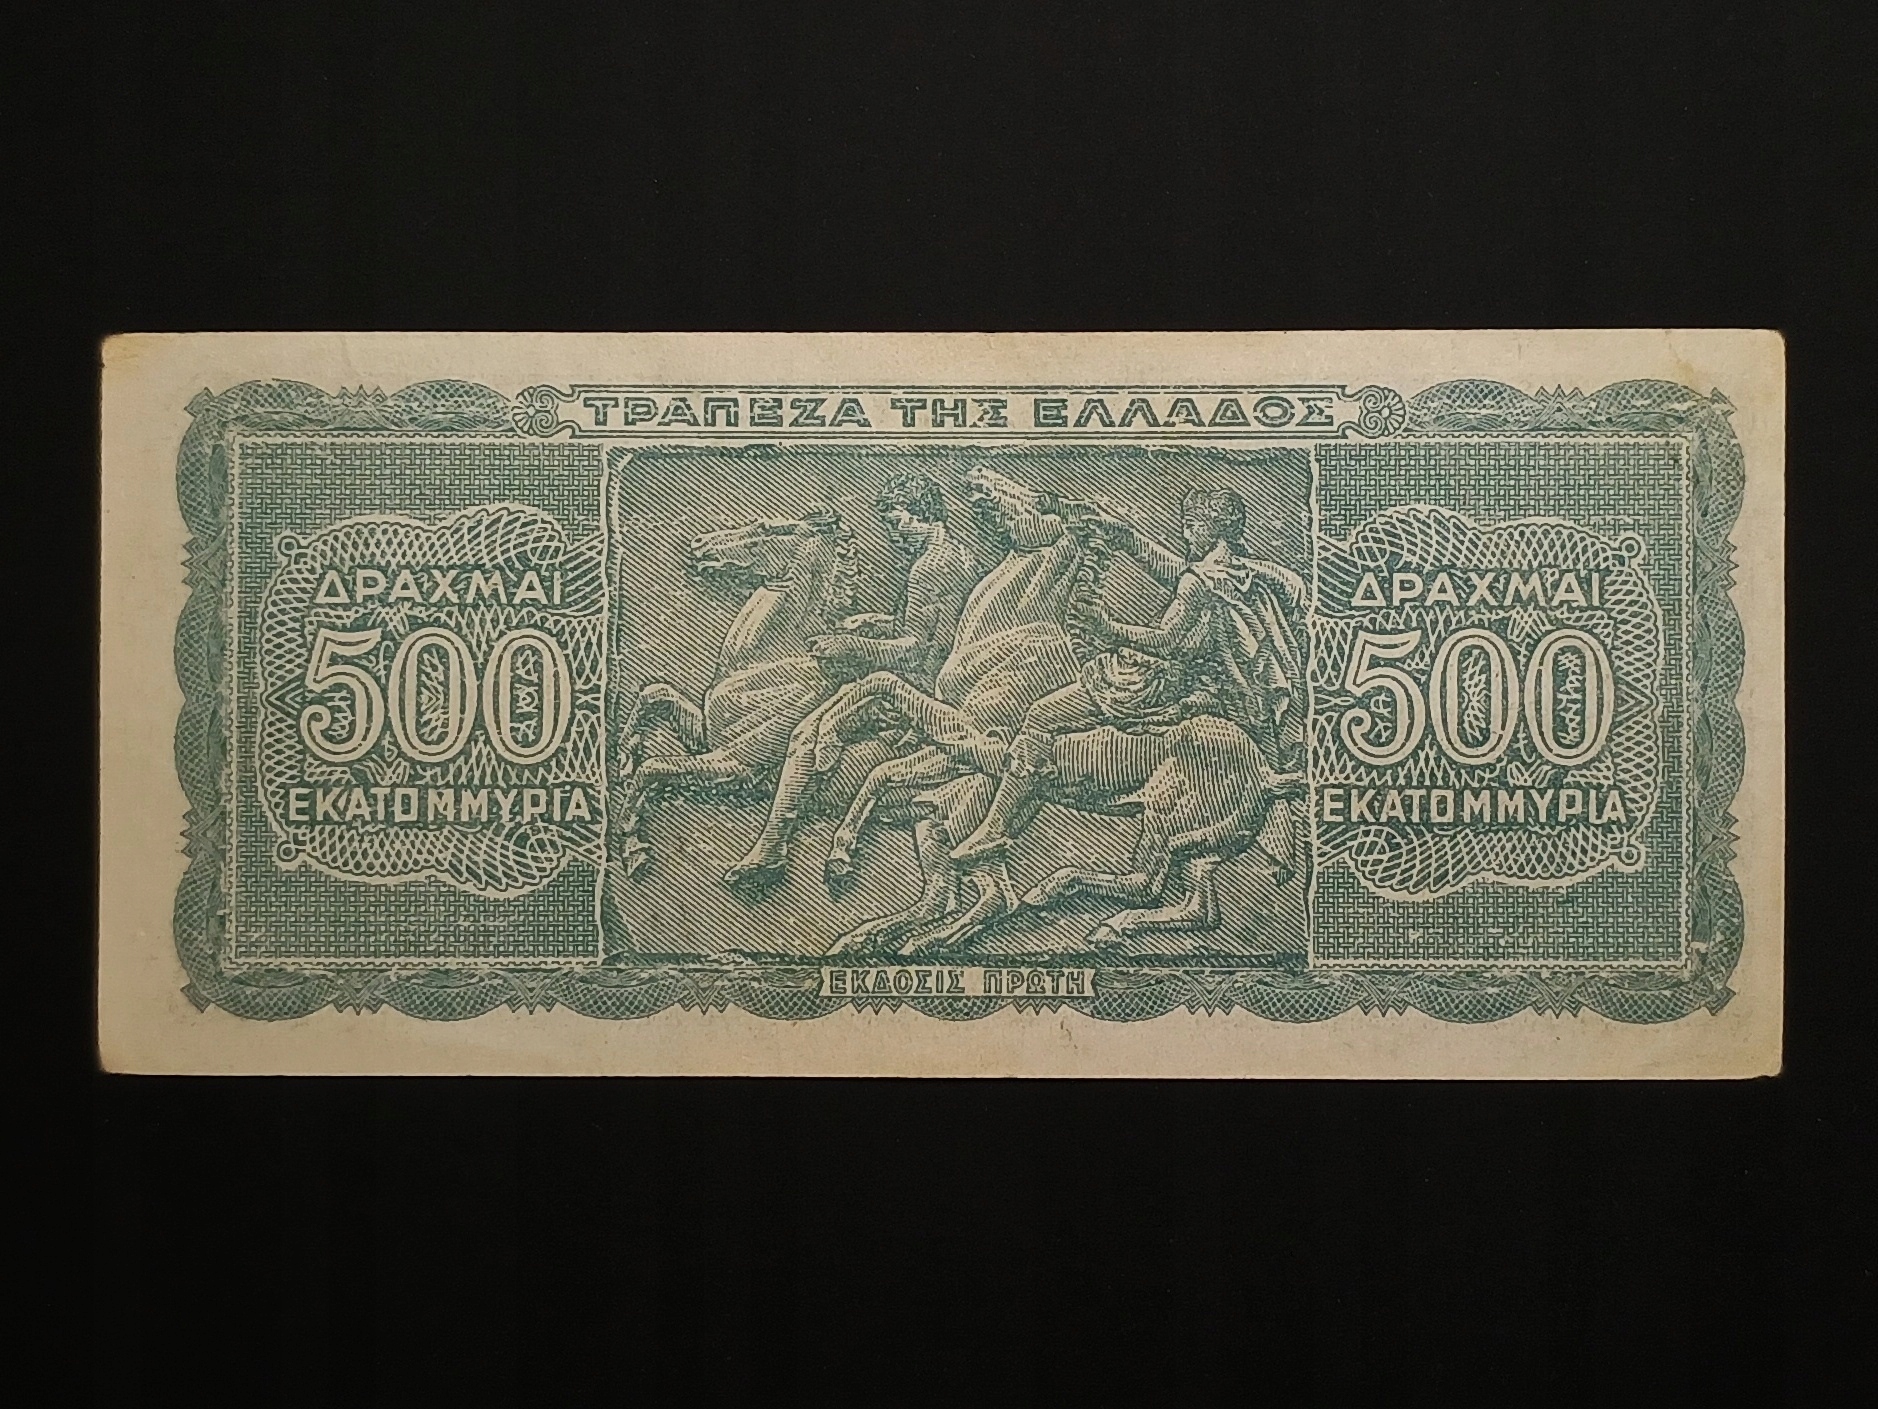 ΤΡΑΠΕΖΑ ΤΗΣ ΕΛΛΑΔΟΣ
ΔΡΑΧΜΑΙ
500
ΕΚΑΤΟΜΜΥΡΙΑ
ΔΡΑΧΜΑΙ
500
ΕΚΑΤΟΜΜΥΡΙΑ
ΕΚΔΟΣΙΣ ΠΡΩΤΗ